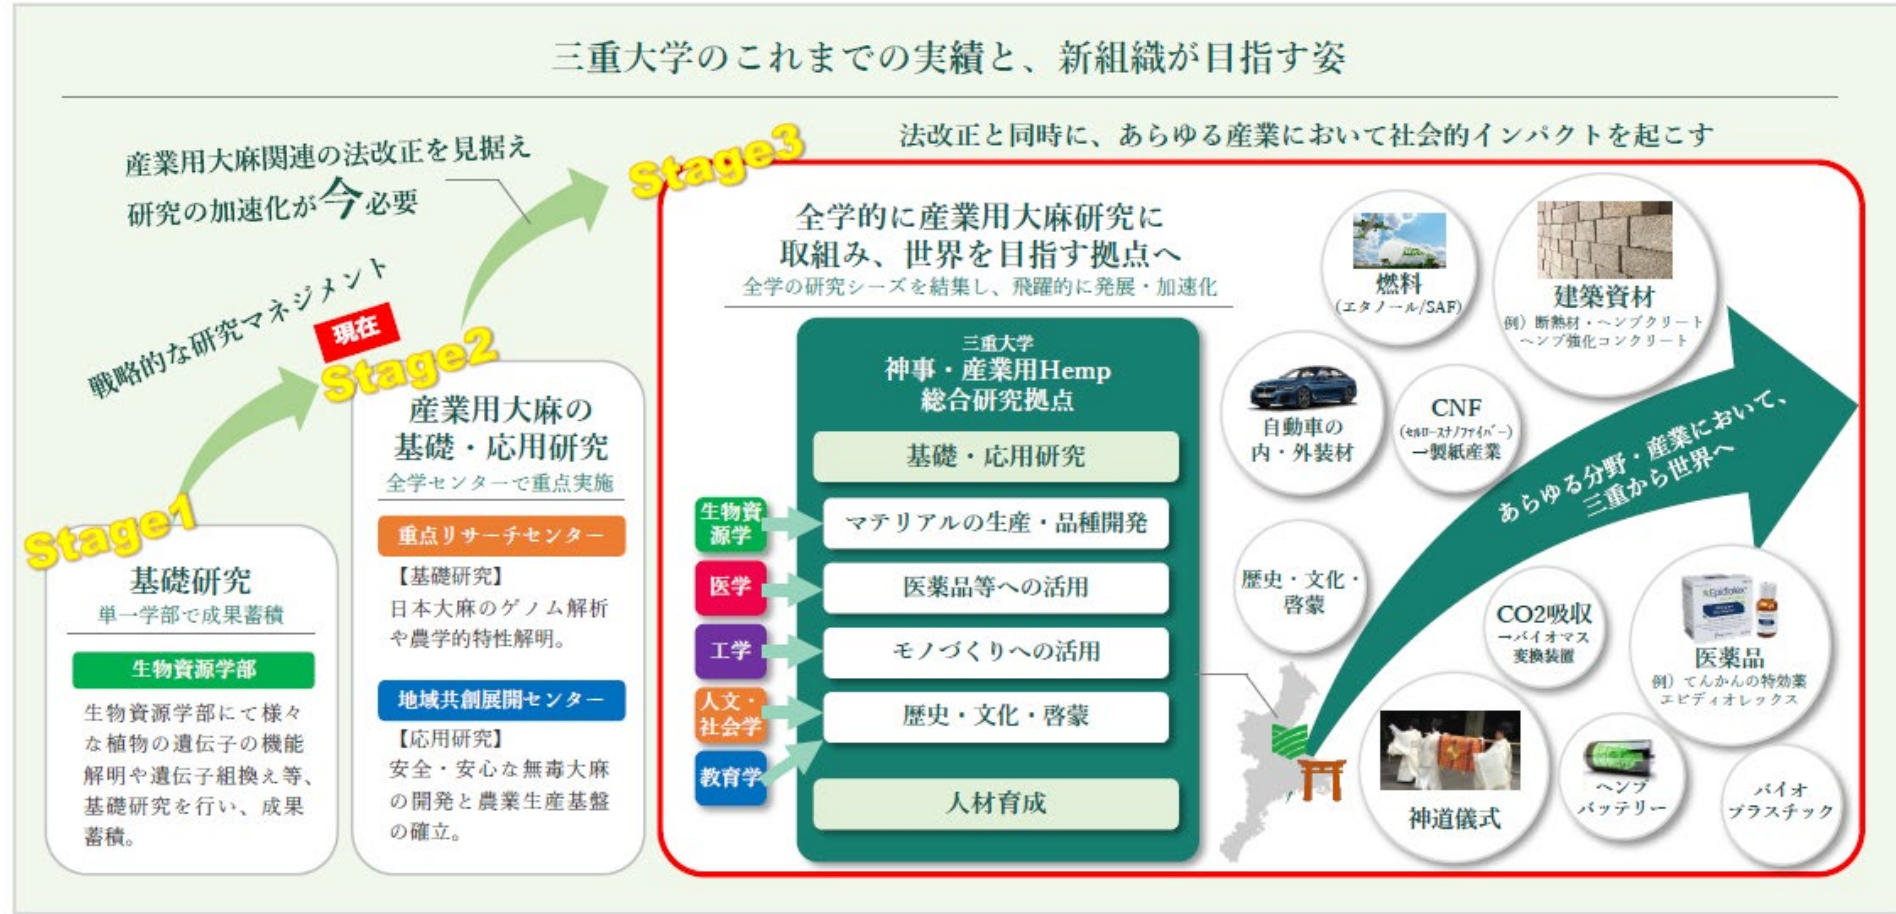 三重大学のこれまでの実績と、新組織が目指す姿
産業用大麻関連の法改正を見据え
研究の加速化が今必要
戦略的な研究マネジメント
Stage1
基礎研究
単一学部で成果蓄積
生物資源学部
生物資源学部にて様々
な植物の遺伝子の機能
解明や遺伝子組換え等、
基礎研究を行い、成果
蓄積。
現在
Stage2
産業用大麻の
基礎・応用研究
全学センターで重点実施
重点リサーチセンター
【基礎研究】
日本大麻のゲノム解析
や農学的特性解明。
地域共創展開センター
【応用研究】
安全・安心な無毒大麻
の開発と農業生産基盤
の確立。
Stage3
法改正と同時に、あらゆる産業において社会的インパクトを起こす
全学的に産業用大麻研究に
取組み、世界を目指す拠点へ
全学の研究シーズを結集し、飛躍的に発展・加速化
三重大学
神事・産業用Hemp
総合研究拠点
基礎・応用研究
生物資
源学
マテリアルの生産・品種開発
医学
医薬品等への活用
工学
モノづくりへの活用
人文・
社会学
歴史・文化・啓蒙
教育学
人材育成
燃料
(エタノール/SAF)
建築資材
例）断熱材・ヘンプクリート
ヘンプ強化コンクリート
自動車の
内・外装材
CNF
(ｾﾙﾛｰｽﾅﾉﾌｧｲﾊﾞｰ)
→製紙産業
あらゆる分野・産業において、
三重から世界へ
歴史・文化・
啓蒙
CO2吸収
→バイオマス
変換装置
Epidiolex
医薬品
例）てんかんの特効薬
エピディオレックス
神道儀式
ヘンプ
バッテリー
バイオ
プラスチック